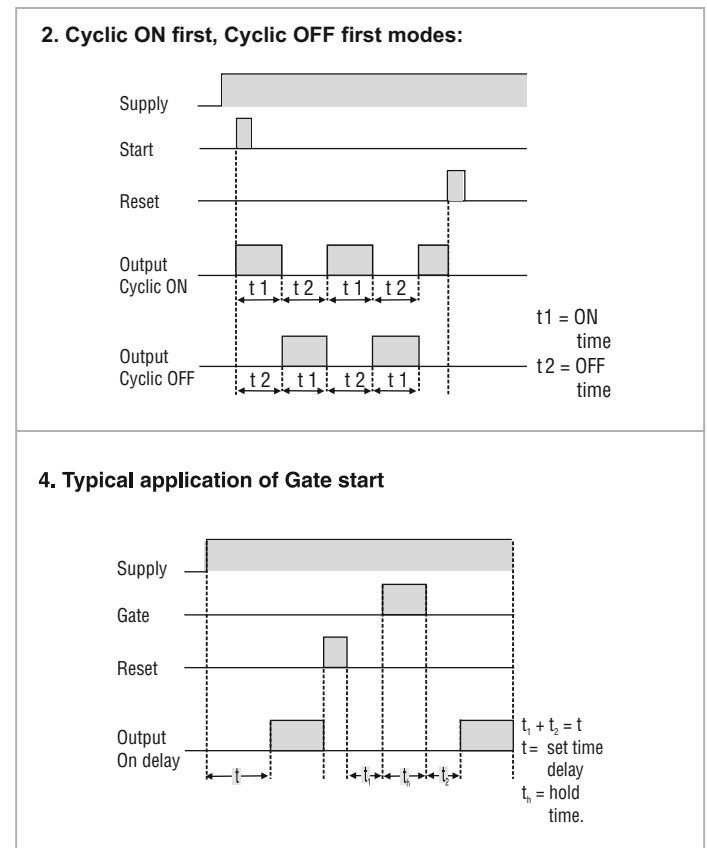 2. Cyclic ON first, Cyclic OFF first modes:
Supply
Start
Reset
Output
Cyclic ON
t 1 t 2 t 1 t 2
t1 = ON
time
t2 = OFF
time
Output
Cyclic OFF
t 2 t 1 t 2 t 1
4. Typical application of Gate start
Supply
Gate
Reset
Output
On delay
t₁ + t₂ = t
t = set time
delay
tₕ = hold
time.
t t₁ tₕ t₂